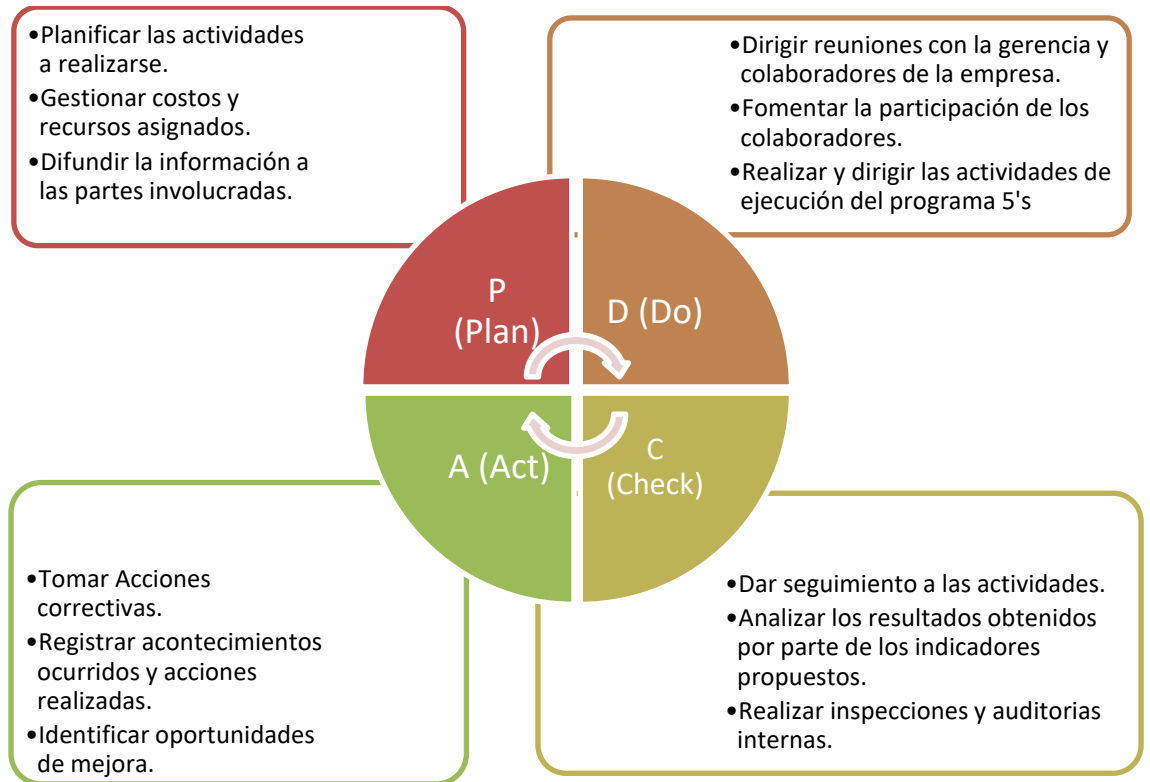 •Planificar las actividades
a realizarse.
•Gestionar costos y
recursos asignados.
•Difundir la información a
las partes involucradas.
•Dirigir reuniones con la gerencia y
colaboradores de la empresa.
•Fomentar la participación de los
colaboradores.
•Realizar y dirigir las actividades de
ejecución del programa 5's
P
(Plan)
D (Do)
A (Act)
C
(Check)
•Tomar Acciones
correctivas.
•Registrar acontecimientos
ocurridos y acciones
realizadas.
•Identificar oportunidades
de mejora.
•Dar seguimiento a las actividades.
•Analizar los resultados obtenidos
por parte de los indicadores
propuestos.
•Realizar inspecciones y auditorias
internas.